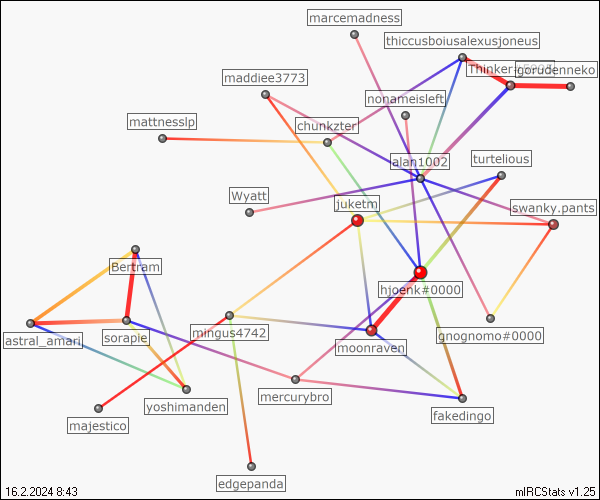 marcemadness
thiccusboiusalexusjoneus
gorudenneko
maddiee3773
nonameisleft
mattnesslp
chunkzter
alan1002
turtelious
Wyatt
juketm
swanky.pants
Bertram
hjoenk#0000
astral_amari
sorapie
mingus4742
moonraven
gnognomo#0000
yoshimanden
mercurybro
fakedingo
majestico
edgepanda
16.2.2024 8:43
mIRCStats v1.25